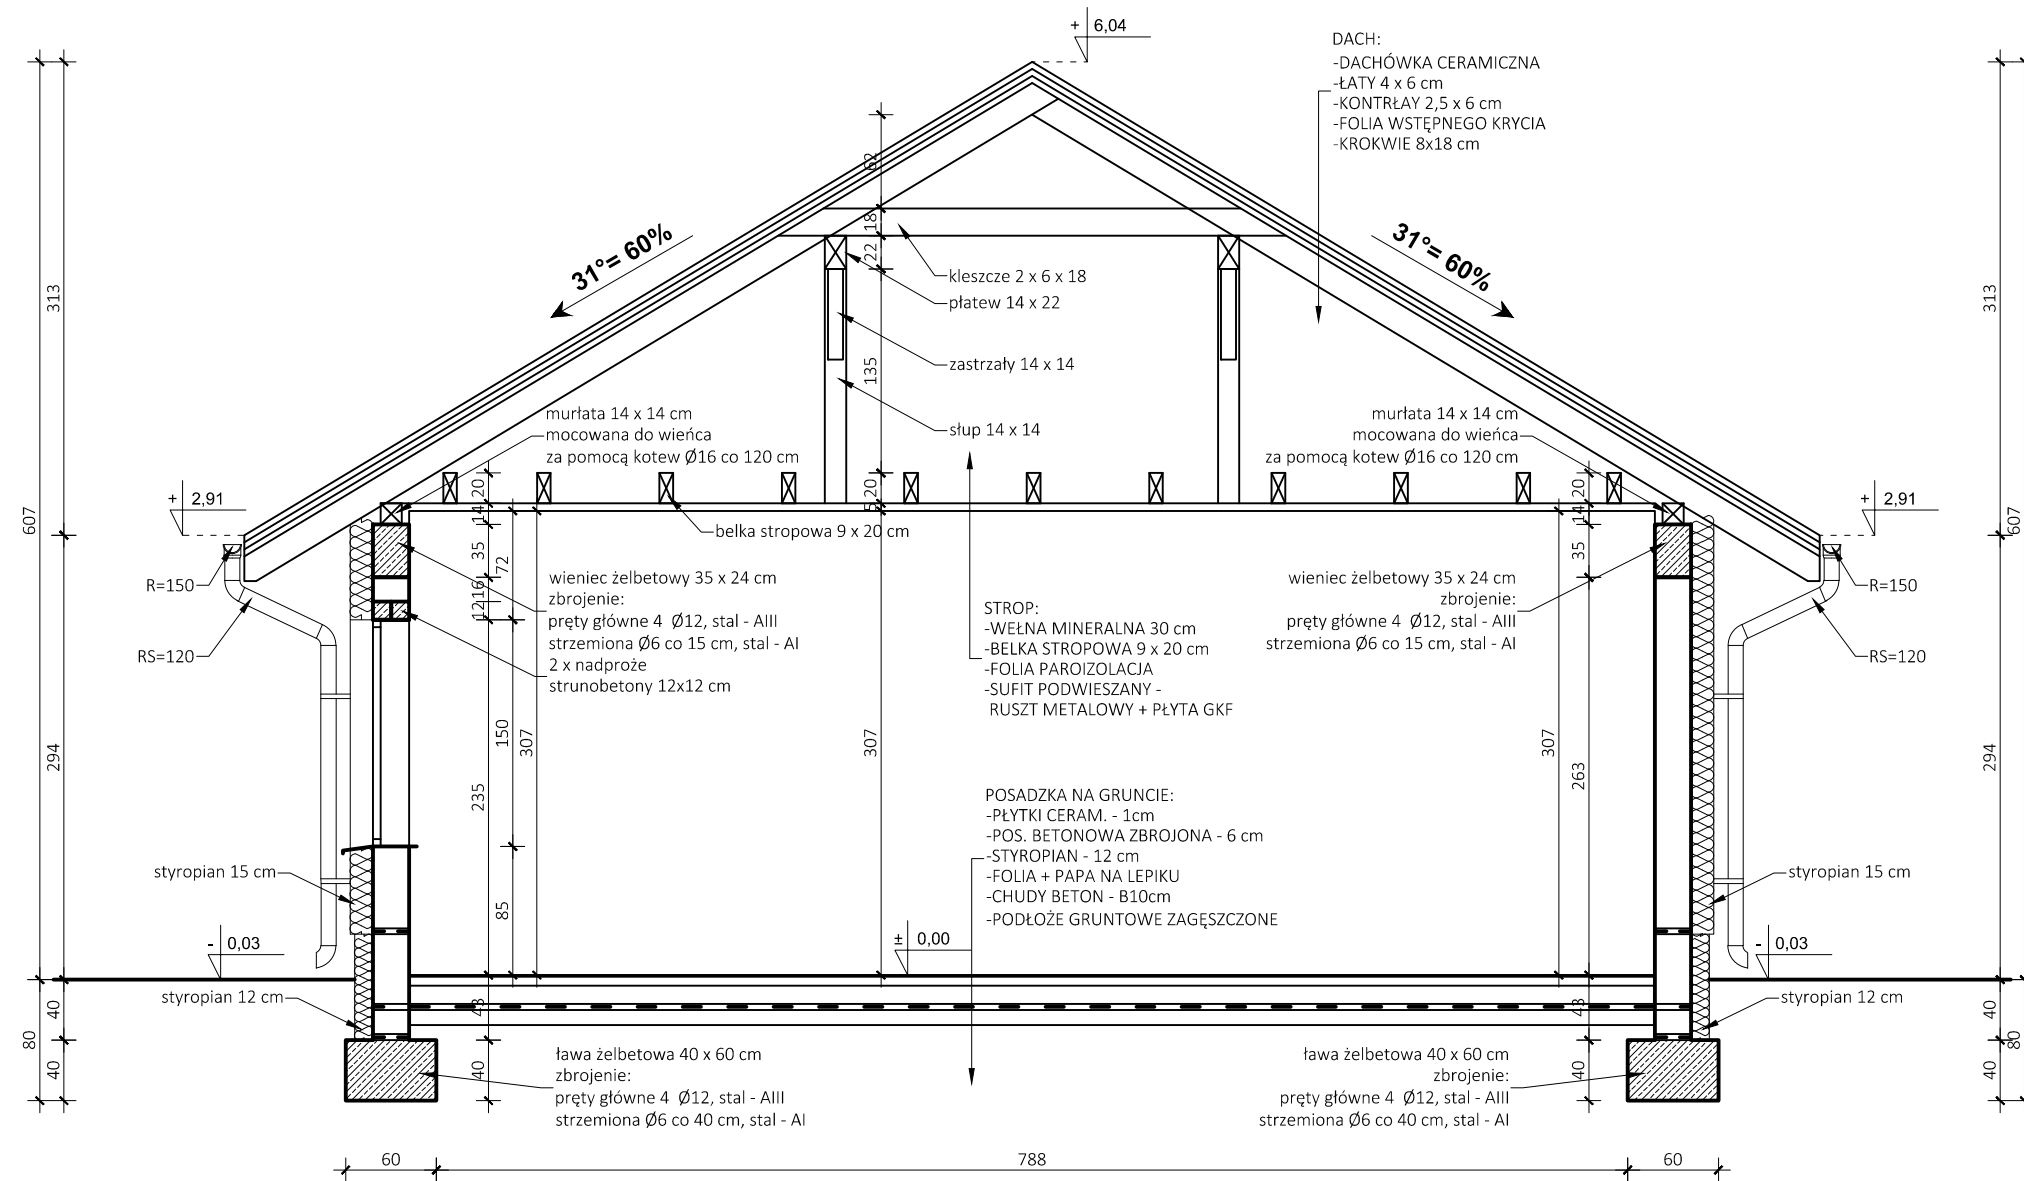 + 6,04
DACH:
-DACHÓWKA CERAMICZNA
-ŁATY 4 x 6 cm
-KONTRŁAY 2,5 x 6 cm
-FOLIA WSTĘPNEGO KRYCIA
-KROKWIE 8x18 cm
62
18
22
135
20
5
307
31°= 60%
31°= 60%
kleszcze 2 x 6 x 18
płatew 14 x 22
zastrzały 14 x 14
słup 14 x 14
313
607
294
40
80
40
313
607
294
40
80
40
murłata 14 x 14 cm
mocowana do wieńca
za pomocą kotew Ø16 co 120 cm
murłata 14 x 14 cm
mocowana do wieńca
za pomocą kotew Ø16 co 120 cm
+ 2,91
+ 2,91
belka stropowa 9 x 20 cm
20
14
35
16
12
235
43
40
72
150
85
307
20
14
35
263
43
40
307
R=150
RS=120
R=150
RS=120
wieniec żelbetowy 35 x 24 cm
zbrojenie:
pręty główne 4 Ø12, stal - AIII
strzemiona Ø6 co 15 cm, stal - AI
2 x nadproże
strunobetony 12x12 cm
wieniec żelbetowy 35 x 24 cm
zbrojenie:
pręty główne 4 Ø12, stal - AIII
strzemiona Ø6 co 15 cm, stal - AI
STROP:
-WEŁNA MINERALNA 30 cm
-BELKA STROPOWA 9 x 20 cm
-FOLIA PAROIZOLACJA
-SUFIT PODWIESZANY -
RUSZT METALOWY + PŁYTA GKF
POSADZKA NA GRUNCIE:
-PŁYTKI CERAM. - 1cm
-POS. BETONOWA ZBROJONA - 6 cm
-STYROPIAN - 12 cm
-FOLIA + PAPA NA LEPIKU
-CHUDY BETON - B10cm
-PODŁOŻE GRUNTOWE ZAGĘSZCZONE
styropian 15 cm
styropian 15 cm
- 0,03
± 0,00
- 0,03
styropian 12 cm
styropian 12 cm
ława żelbetowa 40 x 60 cm
zbrojenie:
pręty główne 4 Ø12, stal - AIII
strzemiona Ø6 co 40 cm, stal - AI
ława żelbetowa 40 x 60 cm
zbrojenie:
pręty główne 4 Ø12, stal - AIII
strzemiona Ø6 co 40 cm, stal - AI
60
788
60